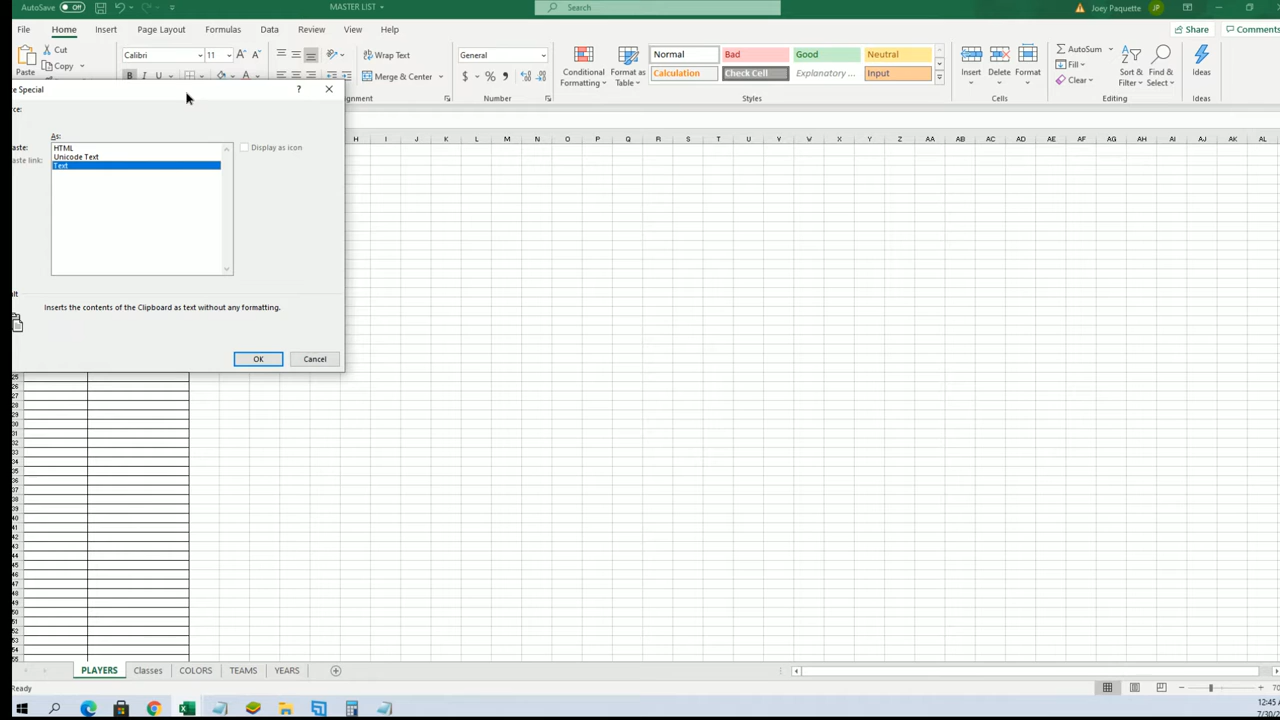 AutoSave Off MASTER LIST Search Joey Paquette JP
File Home Insert Page Layout Formulas Data Review View Help Share Comments
Paste Cut Copy Calibri 11 A A Wrap Text General Conditional Formatting Format as Table Normal Bad Good Neutral Insert Delete Format AutoSum Sort & Filter Find & Select Ideas
B I U A Merge & Center $ % Calculation Check Cell Explanatory ... Input Fill Clear
Number Styles Cells Editing Ideas
Special ?
As:
HTML
Unicode Text
Text
Display as icon
Inserts the contents of the Clipboard as text without any formatting.
OK Cancel
H I J K L M N O P Q R S T U V W X Y Z AA AB AC AD AE AF AG AH AI AJ AK AL
PLAYERS Classes COLORS TEAMS YEARS
Ready
12:45